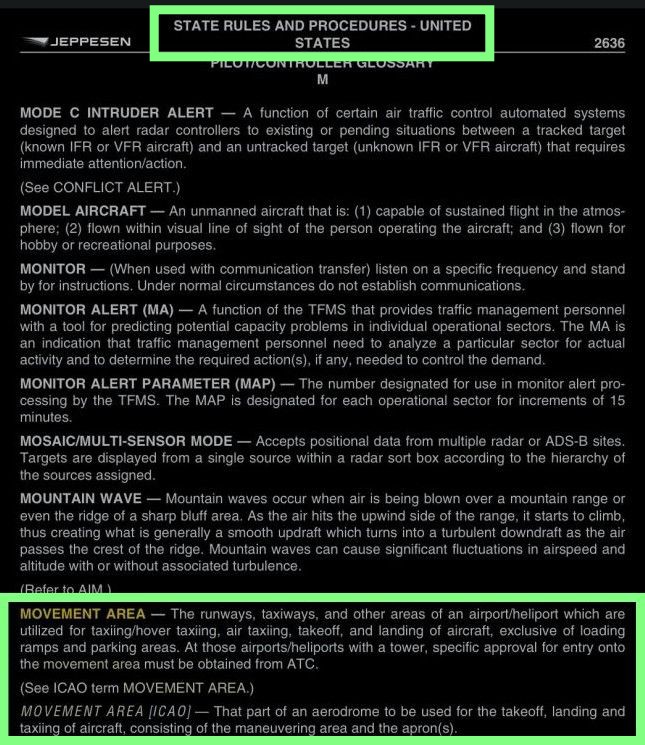 STATE RULES AND PROCEDURES - UNITED
STATES
JEPPESEN
2636
PILOT/CONTROLLER GLOSSARY
M
MODE C INTRUDER ALERT — A function of certain air traffic control automated systems
designed to alert radar controllers to existing or pending situations between a tracked target
(known IFR or VFR aircraft) and an untracked target (unknown IFR or VFR aircraft) that requires
immediate attention/action.
(See CONFLICT ALERT.)
MODEL AIRCRAFT — An unmanned aircraft that is: (1) capable of sustained flight in the atmos-
phere; (2) flown within visual line of sight of the person operating the aircraft; and (3) flown for
hobby or recreational purposes.
MONITOR — (When used with communication transfer) listen on a specific frequency and stand
by for instructions. Under normal circumstances do not establish communications.
MONITOR ALERT (MA) — A function of the TFMS that provides traffic management personnel
with a tool for predicting potential capacity problems in individual operational sectors. The MA is
an indication that traffic management personnel need to analyze a particular sector for actual
activity and to determine the required action(s), if any, needed to control the demand.
MONITOR ALERT PARAMETER (MAP) — The number designated for use in monitor alert pro-
cessing by the TFMS. The MAP is designated for each operational sector for increments of 15
minutes.
MOSAIC/MULTI-SENSOR MODE — Accepts positional data from multiple radar or ADS-B sites.
Targets are displayed from a single source within a radar sort box according to the hierarchy of
the sources assigned.
MOUNTAIN WAVE — Mountain waves occur when air is being blown over a mountain range or
even the ridge of a sharp bluff area. As the air hits the upwind side of the range, it starts to climb,
thus creating what is generally a smooth updraft which turns into a turbulent downdraft as the air
passes the crest of the ridge. Mountain waves can cause significant fluctuations in airspeed and
altitude with or without associated turbulence.
(Refer to AIM.)
MOVEMENT AREA — The runways, taxiways, and other areas of an airport/heliport which are
utilized for taxiing/hover taxiing, air taxiing, takeoff, and landing of aircraft, exclusive of loading
ramps and parking areas. At those airports/heliports with a tower, specific approval for entry onto
the movement area must be obtained from ATC.
(See ICAO term MOVEMENT AREA.)
MOVEMENT AREA [ICAO] — That part of an aerodrome to be used for the takeoff, landing and
taxiing of aircraft, consisting of the maneuvering area and the apron(s).